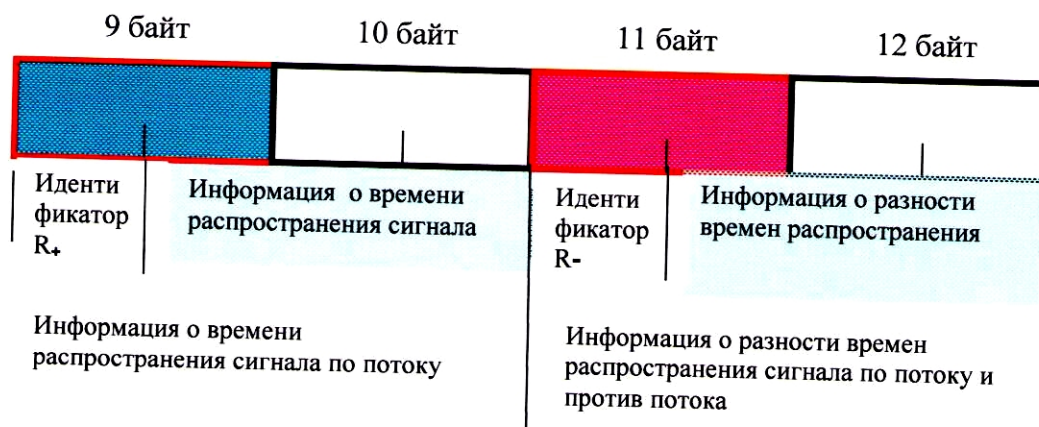 9 байт
10 байт
11 байт
12 байт
Иденти
фикатор
R+
Информация о времени
распространения сигнала
Иденти
фикатор
R-
Информация о разности
времен распространения
Информация о времени
распространения сигнала по потоку
Информация о разности времен
распространения сигнала по потоку и
против потока